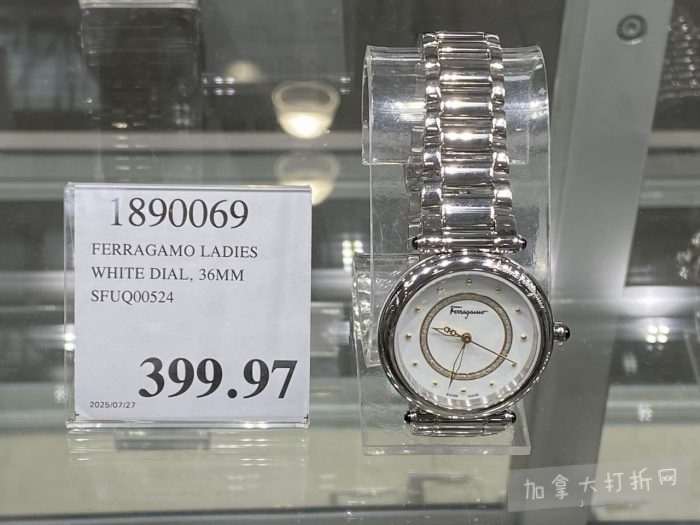 1890069
FERRAGAMO LADIES
WHITE DIAL, 36MM
SFUQ00524
399.97
2025/07/27
Ferragamo
加拿大打折网